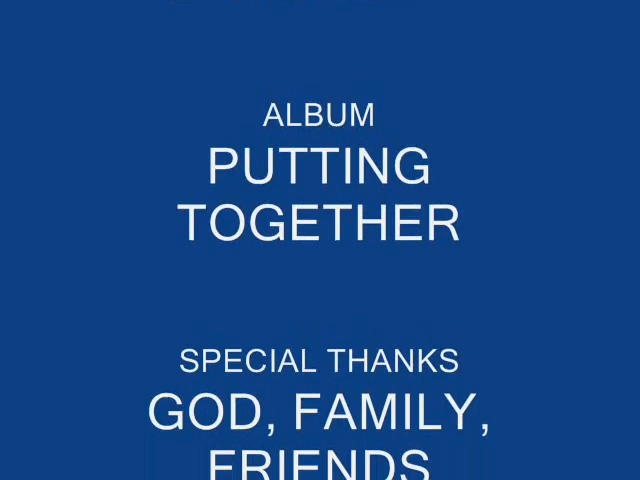 ALBUM
PUTTING
TOGETHER
SPECIAL THANKS
GOD, FAMILY,
FRIENDS